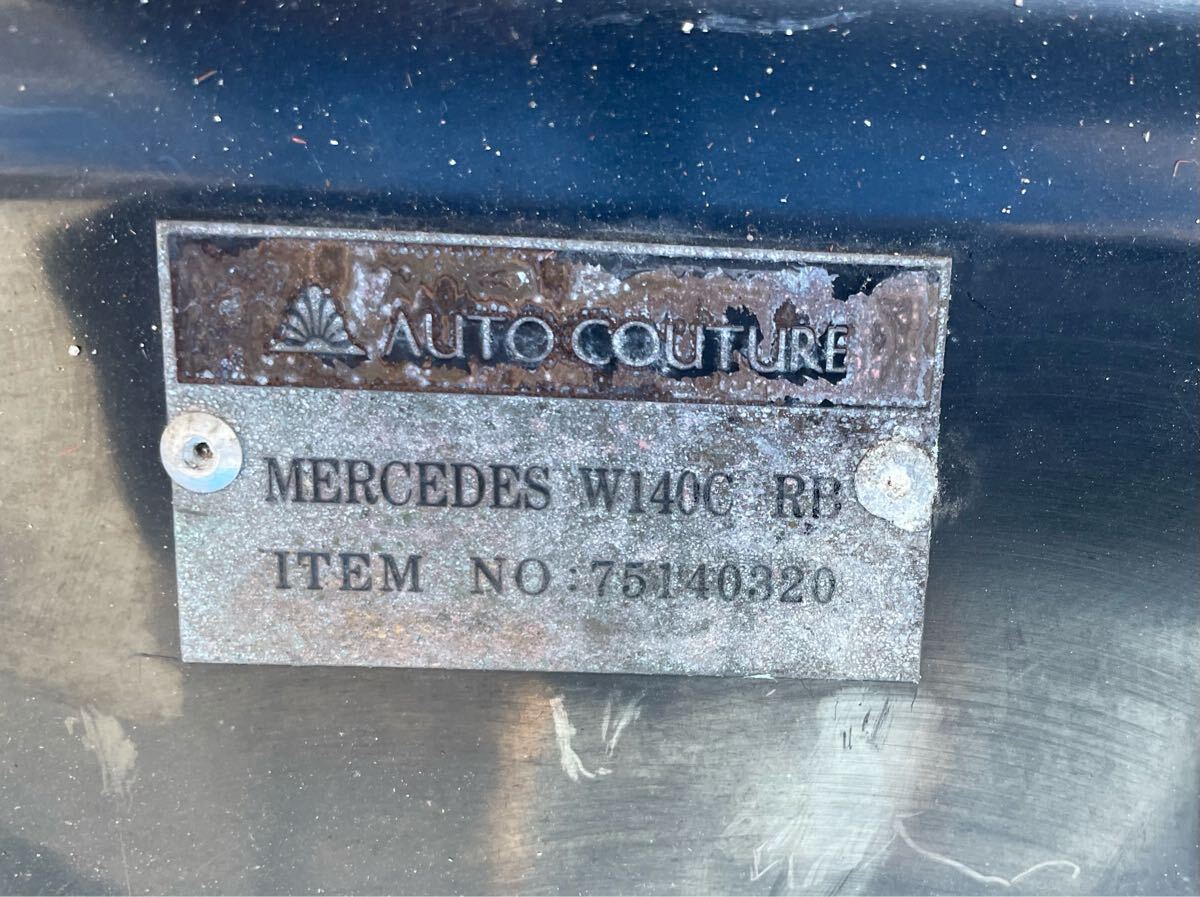 AUTO COUTURE
MERCEDES W140C RB
ITEM NO:75140320